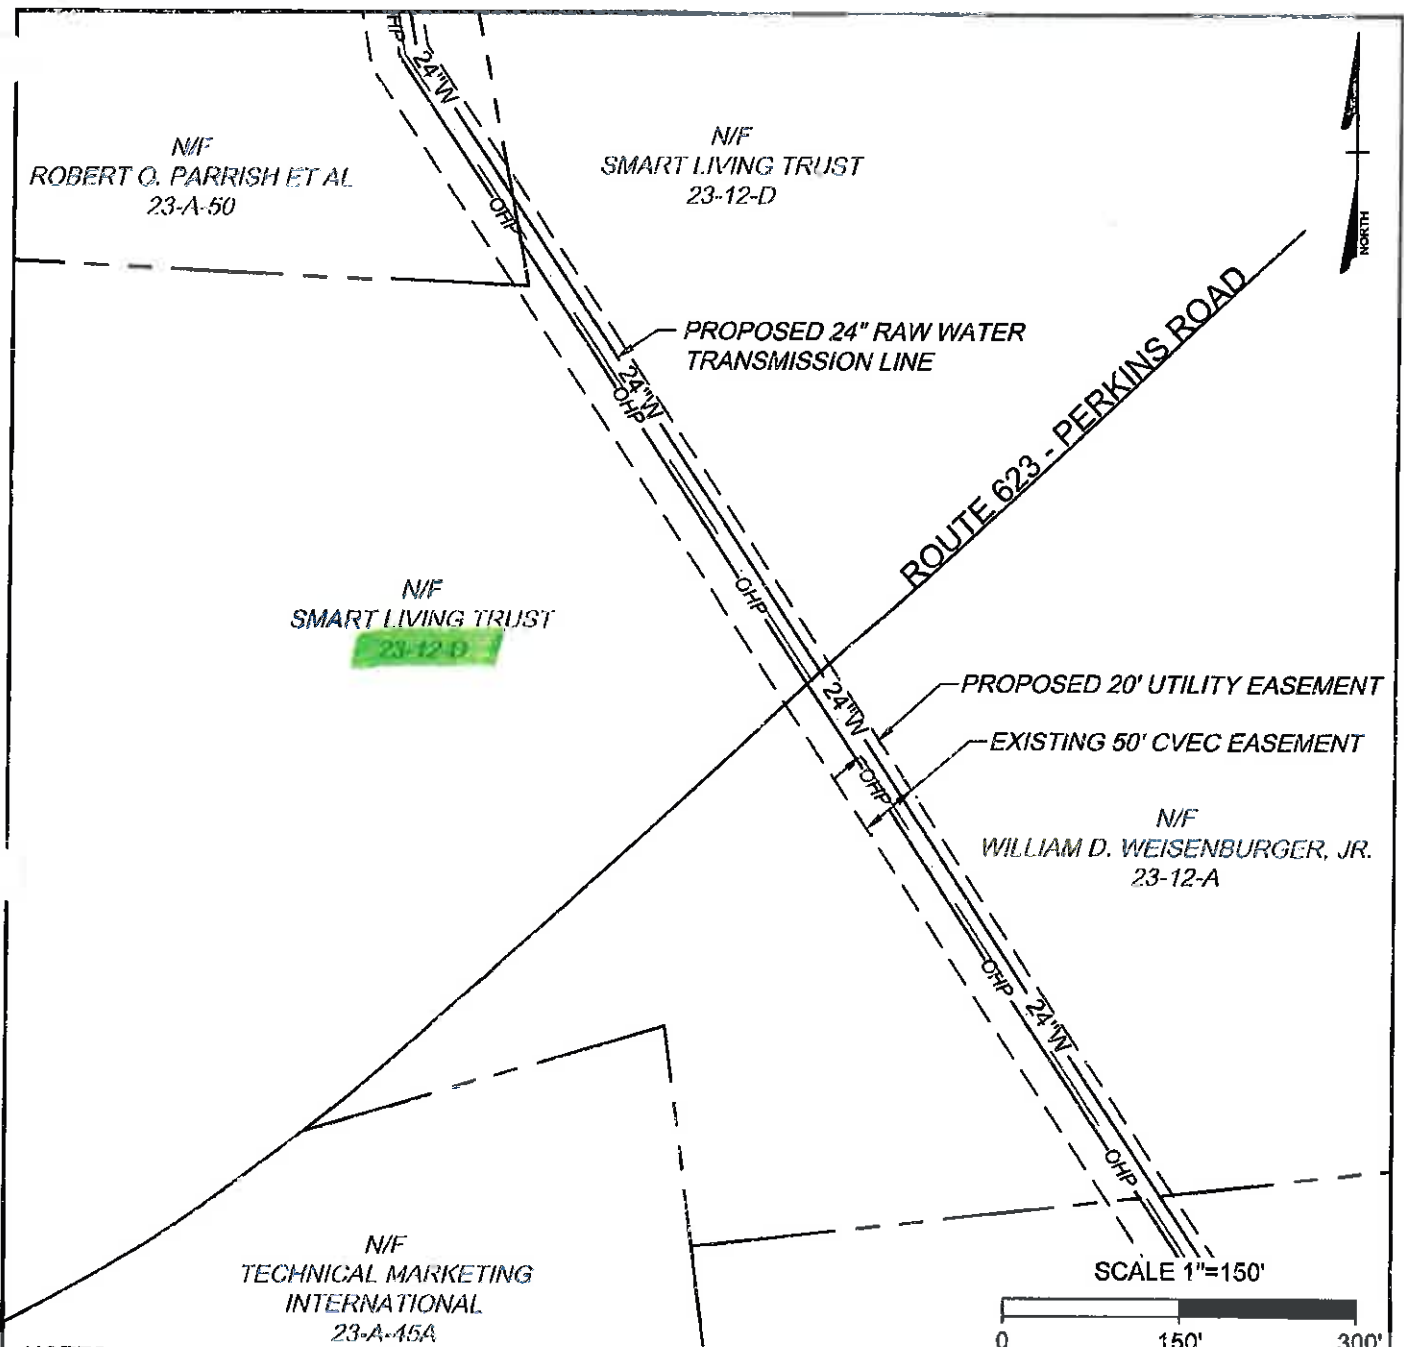 HP
24"W
N/F
ROBERT O. PARRISH ET AL
23-A-50
N/F
SMART LIVING TRUST
23-12-D
NORTH
OHP
PROPOSED 24" RAW WATER
TRANSMISSION LINE
24"W
OHP
ROUTE 623 - PERKINS ROAD
OHP
N/F
SMART LIVING TRUST
23-12-D
24"W
PROPOSED 20' UTILITY EASEMENT
EXISTING 50' CVEC EASEMENT
OHP
N/F
WILLIAM D. WEISENBURGER, JR.
23-12-A
OHP
24"W
OHP
N/F
TECHNICAL MARKETING
INTERNATIONAL
23-A-45A
SCALE 1"=150'
0 150' 300'